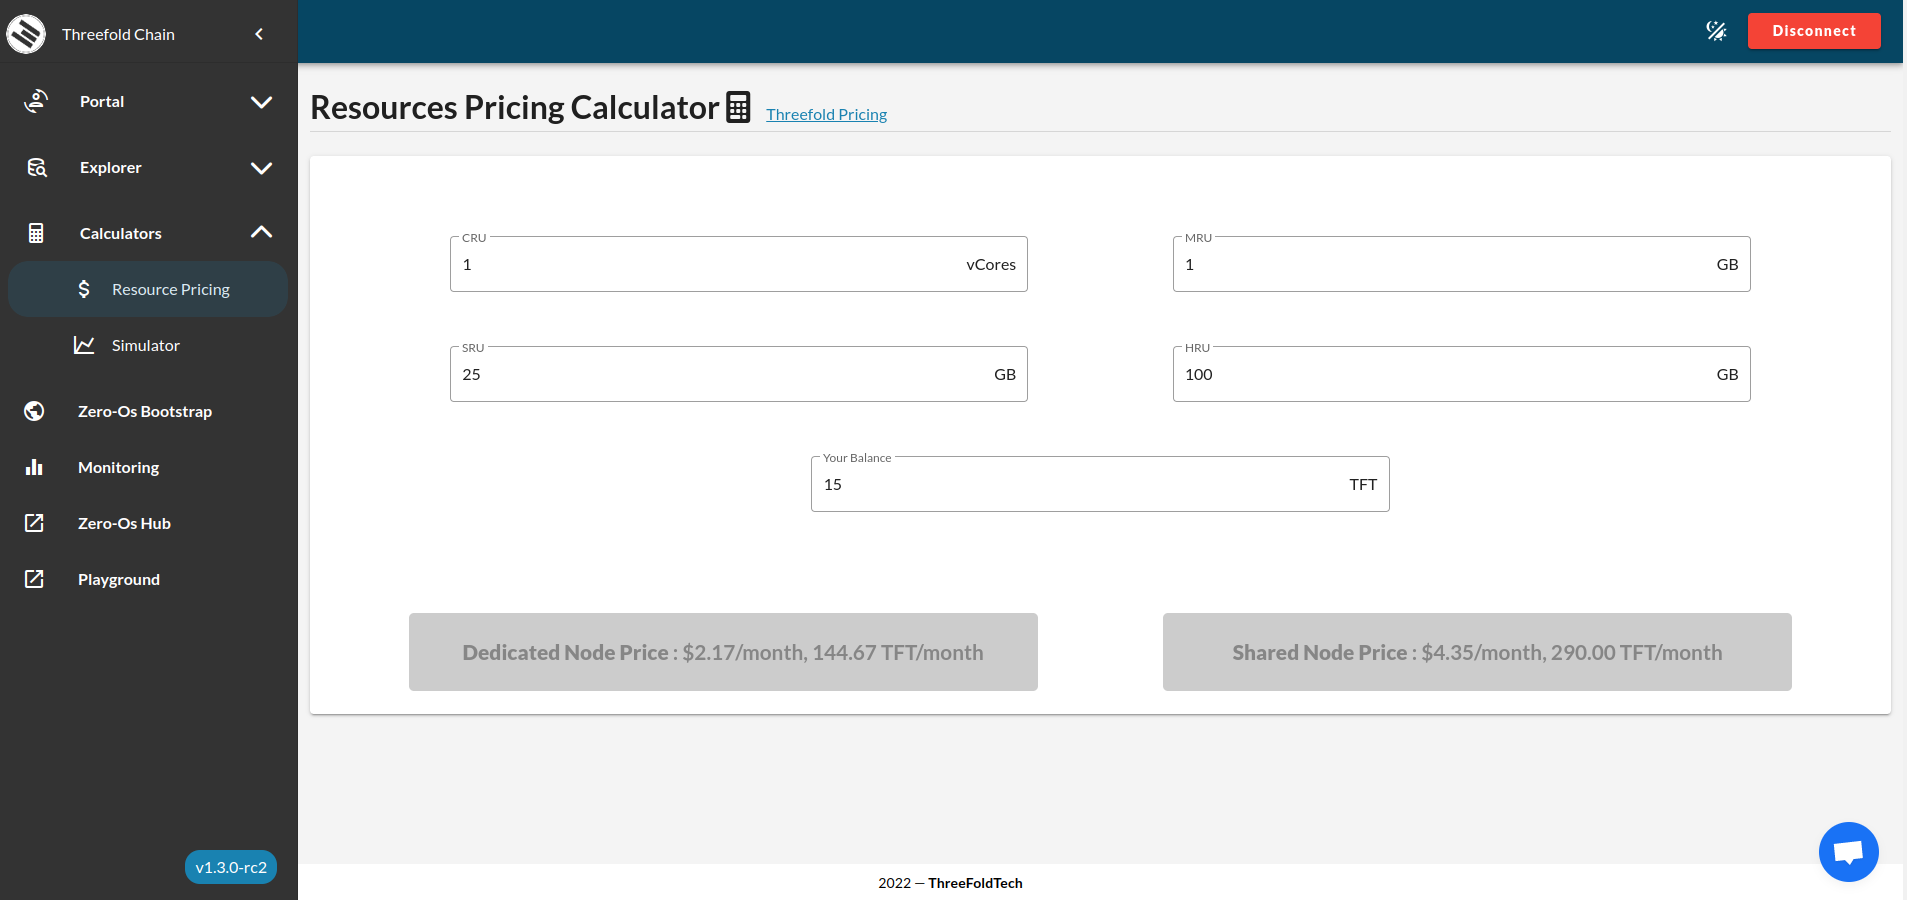 Threefold Chain
Disconnect
Portal
Explorer
Calculators
Resource Pricing
Simulator
Zero-Os Bootstrap
Monitoring
Zero-Os Hub
Playground
v1.3.0-rc2
Resources Pricing Calculator Threefold Pricing
CRU
1 vCores
MRU
1 GB
SRU
25 GB
HRU
100 GB
Your Balance
15 TFT
Dedicated Node Price : $2.17/month, 144.67 TFT/month
Shared Node Price : $4.35/month, 290.00 TFT/month
2022 — ThreeFoldTech